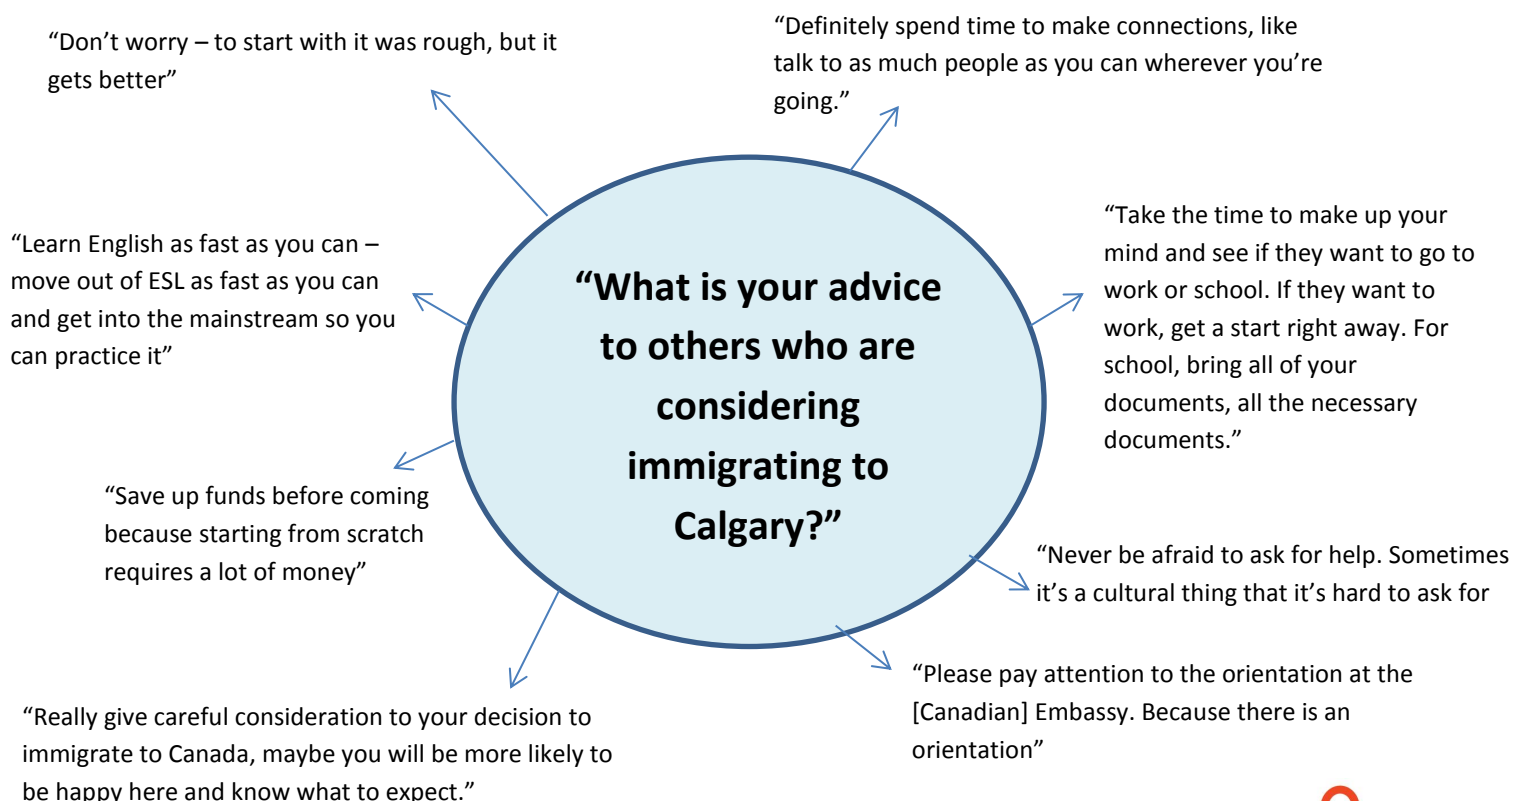 “Don’t worry – to start with it was rough, but it
gets better”
“Definitely spend time to make connections, like
talk to as much people as you can wherever you’re
going.”
“Learn English as fast as you can –
move out of ESL as fast as you can
and get into the mainstream so you
can practice it”
“What is your advice
to others who are
considering
immigrating to
Calgary?”
“Take the time to make up your
mind and see if they want to go to
work or school. If they want to
work, get a start right away. For
school, bring all of your
documents, all the necessary
documents.”
“Save up funds before coming
because starting from scratch
requires a lot of money”
“Never be afraid to ask for help. Sometimes
it’s a cultural thing that it’s hard to ask for
“Please pay attention to the orientation at the
[Canadian] Embassy. Because there is an
orientation”
“Really give careful consideration to your decision to
immigrate to Canada, maybe you will be more likely to
be happy here and know what to expect.”